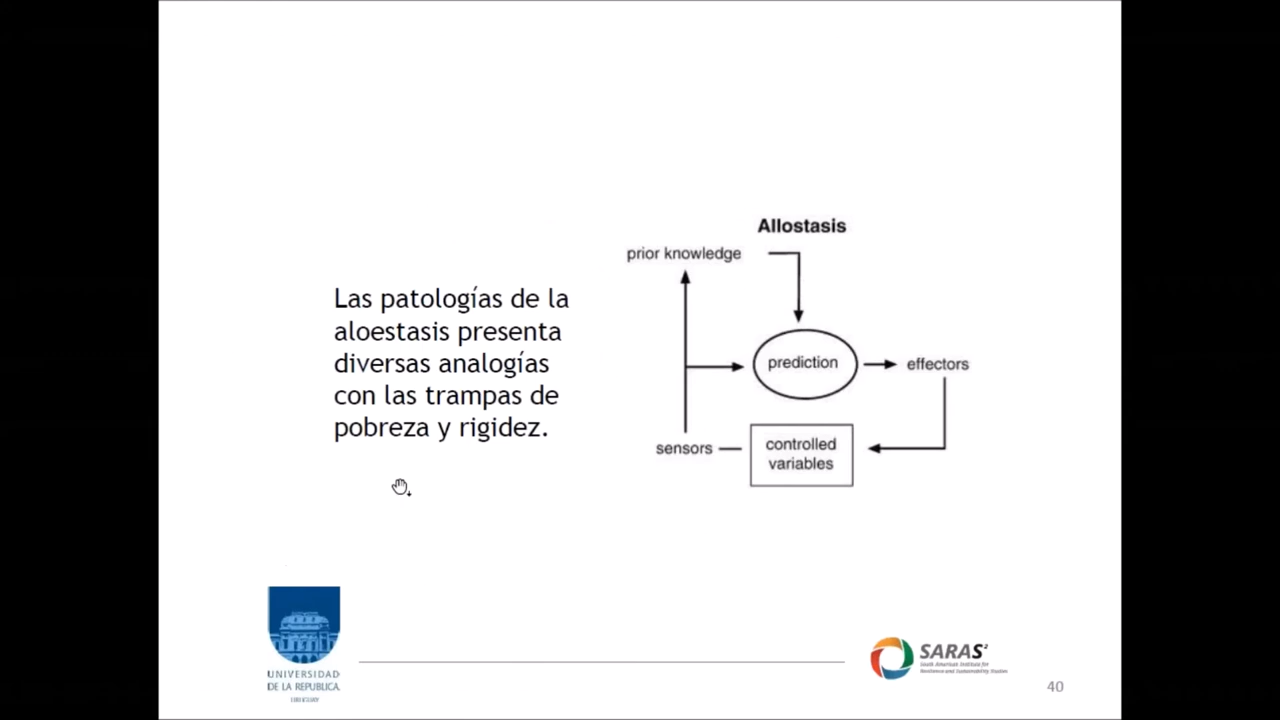 Allostasis
prior knowledge
Las patologías de la
aloestasis presenta
diversas analogías
con las trampas de
pobreza y rigidez.
prediction
effectors
sensors
controlled
variables
UNIVERSIDAD
DE LA REPUBLICA
URUGUAY
SARAS²
South American Institute for
Resilience and Sustainability Studies
40